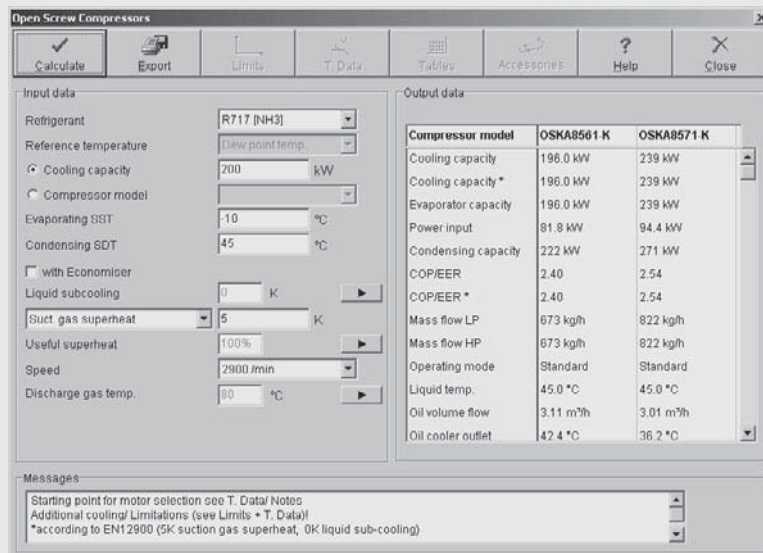 Open Screw Compressors
Calculate Export Limits T. Data Tables Accessories ? Help Close
Input data
Refrigerant R717 [NH3]
Reference temperature Dew point temp.
Cooling capacity 200 kW
Compressor model
Evaporating SST -10 °C
Condensing SDT 45 °C
with Economiser
Liquid subcooling 0 K
Suct. gas superheat 5 K
Useful superheat 100%
Speed 2900 /min
Discharge gas temp. 80 °C
Output data
Compressor model OSKA8561-K OSKA8571-K
Cooling capacity 196.0 kW 239 kW
Cooling capacity * 196.0 kW 239 kW
Evaporator capacity 196.0 kW 239 kW
Power input 81.8 kW 94.4 kW
Condensing capacity 222 kW 271 kW
COP/EER 2.40 2.54
COP/EER * 2.40 2.54
Mass flow LP 673 kg/h 822 kg/h
Mass flow HP 673 kg/h 822 kg/h
Operating mode Standard Standard
Liquid temp. 45.0 °C 45.0 °C
Oil volume flow 3.11 m³/h 3.01 m³/h
Oil cooler outlet 42.4 °C 36.2 °C
Messages
Starting point for motor selection see T. Data/ Notes
Additional cooling/ Limitations (see Limits + T. Data)!
*according to EN12900 (5K suction gas superheat, 0K liquid sub-cooling)